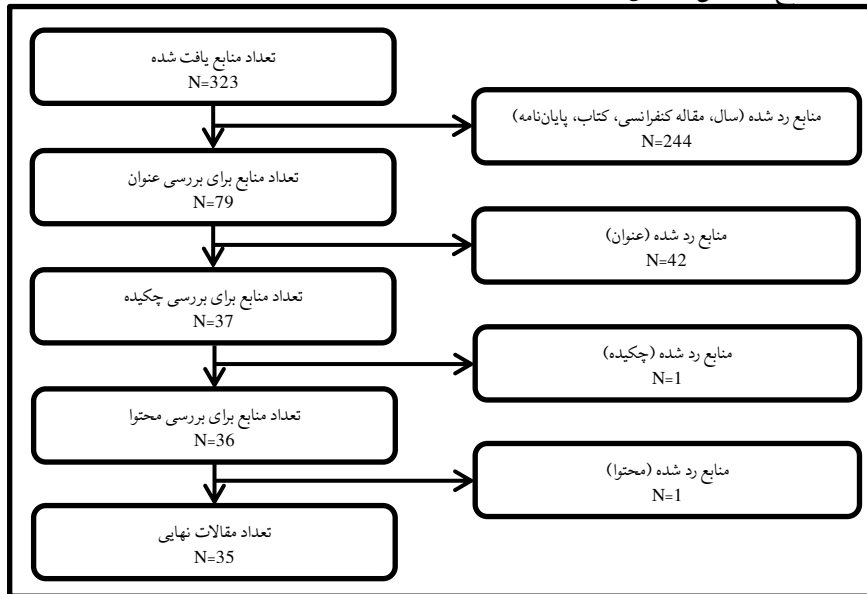 تعداد منابع یافت شده
N=323
منابع رد شده (سال، مقاله کنفرانسی، کتاب، پایان‌نامه)
N=244
تعداد منابع برای بررسی عنوان
N=79
منابع رد شده (عنوان)
N=42
تعداد منابع برای بررسی چکیده
N=37
منابع رد شده (چکیده)
N=1
تعداد منابع برای بررسی محتوا
N=36
منابع رد شده (محتوا)
N=1
تعداد مقالات نهایی
N=35